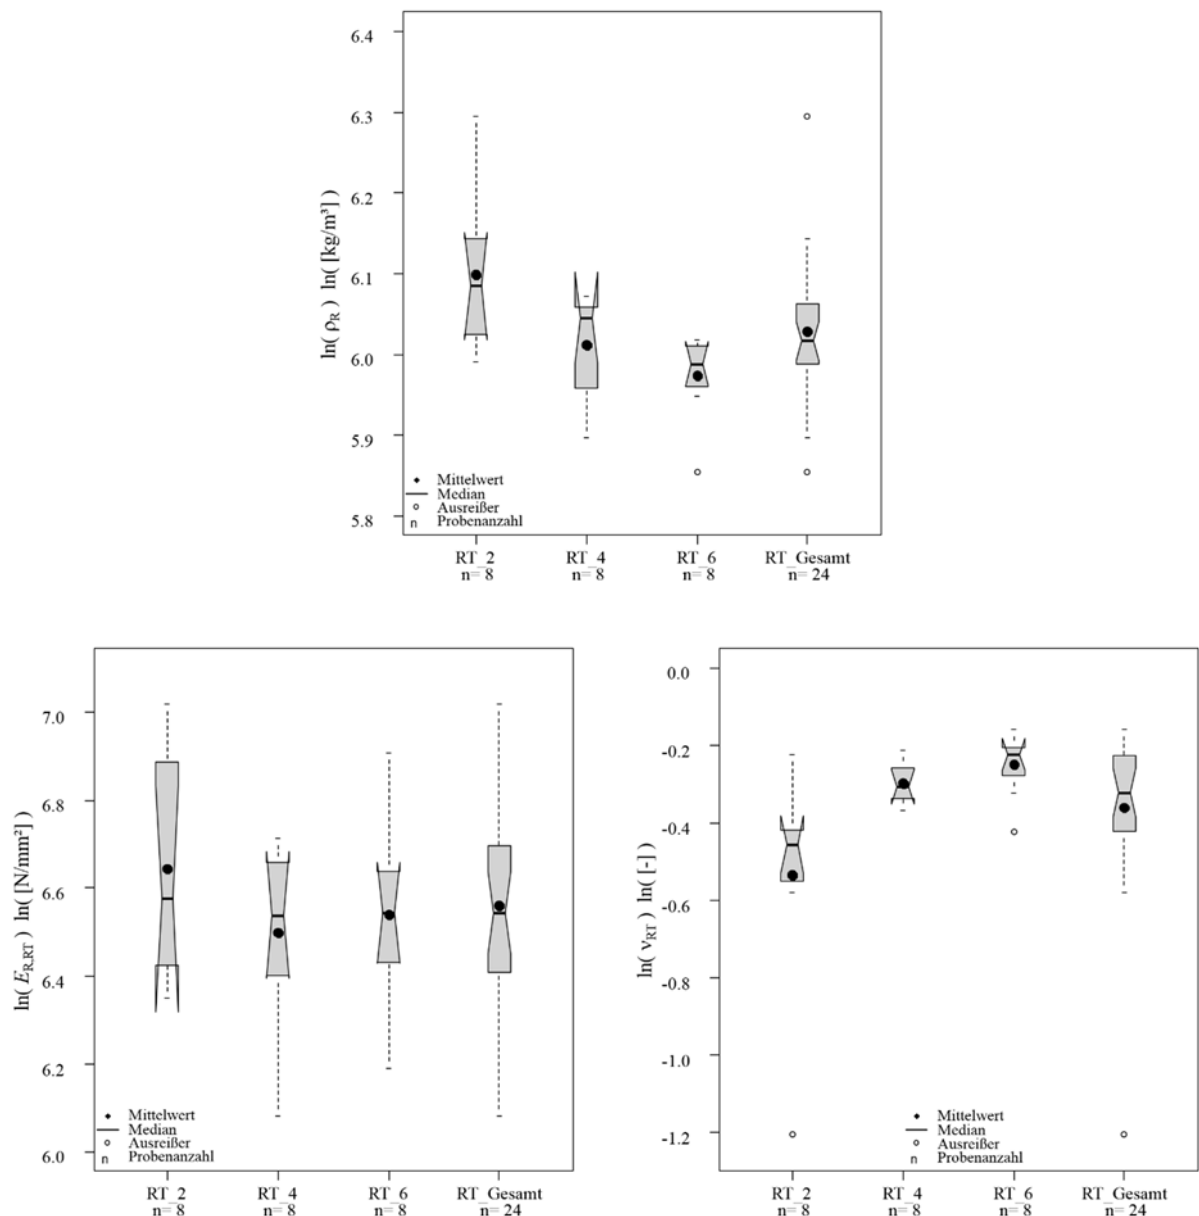 6.4
6.3
6.2
6.1
6.0
5.9
5.8
ln( ρR ) ln( [kg/m³] )
Mittelwert
Median
Ausreißer
n Probenanzahl
RT_2 RT_4 RT_6 RT_Gesamt
n= 8 n= 8 n= 8 n= 24
7.0
6.8
6.6
6.4
6.2
6.0
ln( ER,RT ) ln( [N/mm²] )
Mittelwert
Median
Ausreißer
n Probenanzahl
RT_2 RT_4 RT_6 RT_Gesamt
n= 8 n= 8 n= 8 n= 24
0.0
-0.2
-0.4
-0.6
-0.8
-1.0
-1.2
ln( νRT ) ln( [-] )
Mittelwert
Median
Ausreißer
n Probenanzahl
RT_2 RT_4 RT_6 RT_Gesamt
n= 8 n= 8 n= 8 n= 24